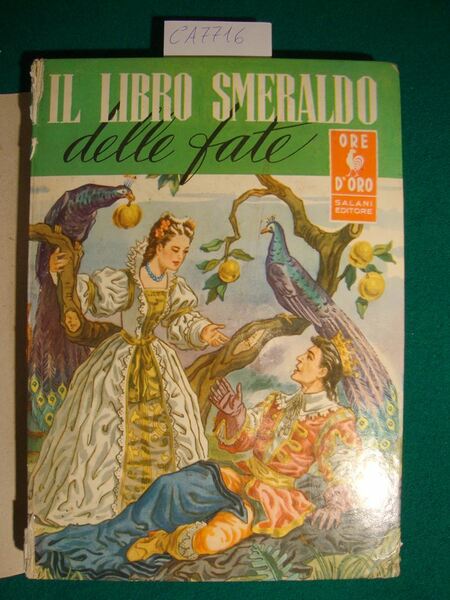 CA7716
IL LIBRO SMERALDO
delle fate
ORE
D'ORO
SALANI
EDITORE